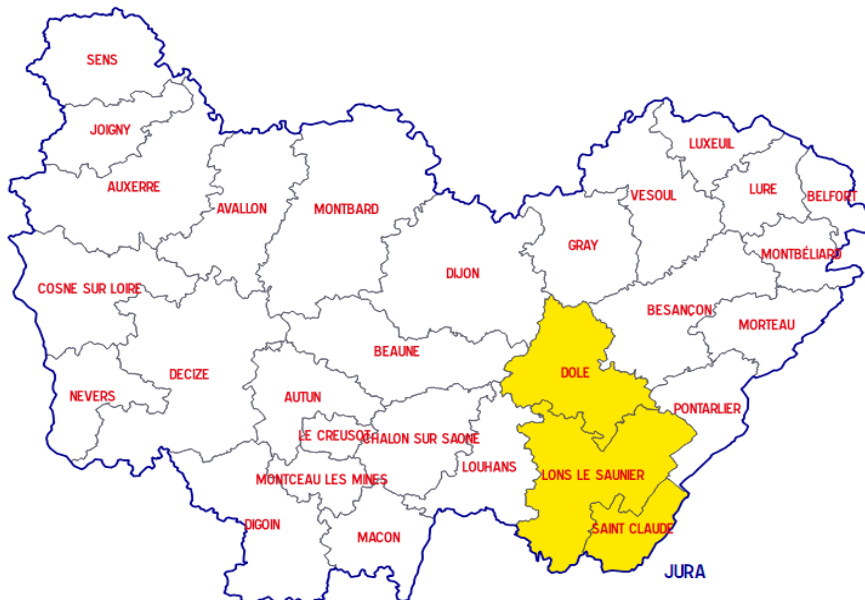 SENS
JOIGNY
LUXEUIL
AUXERRE
LURE
BELFORT
VESOUL
AVALLON
MONTBARD
GRAY
MONTBÉLIARD
DIJON
COSNE SUR LOIRE
BESANÇON
MORTEAU
BEAUNE
DECIZE
DOLE
NEVERS
AUTUN
PONTARLIER
LE CREUSOT
CHALON SUR SAONE
LOUHANS
LONS LE SAUNIER
MONTCEAU LES MINES
DIGOIN
SAINT CLAUDE
MACON
JURA